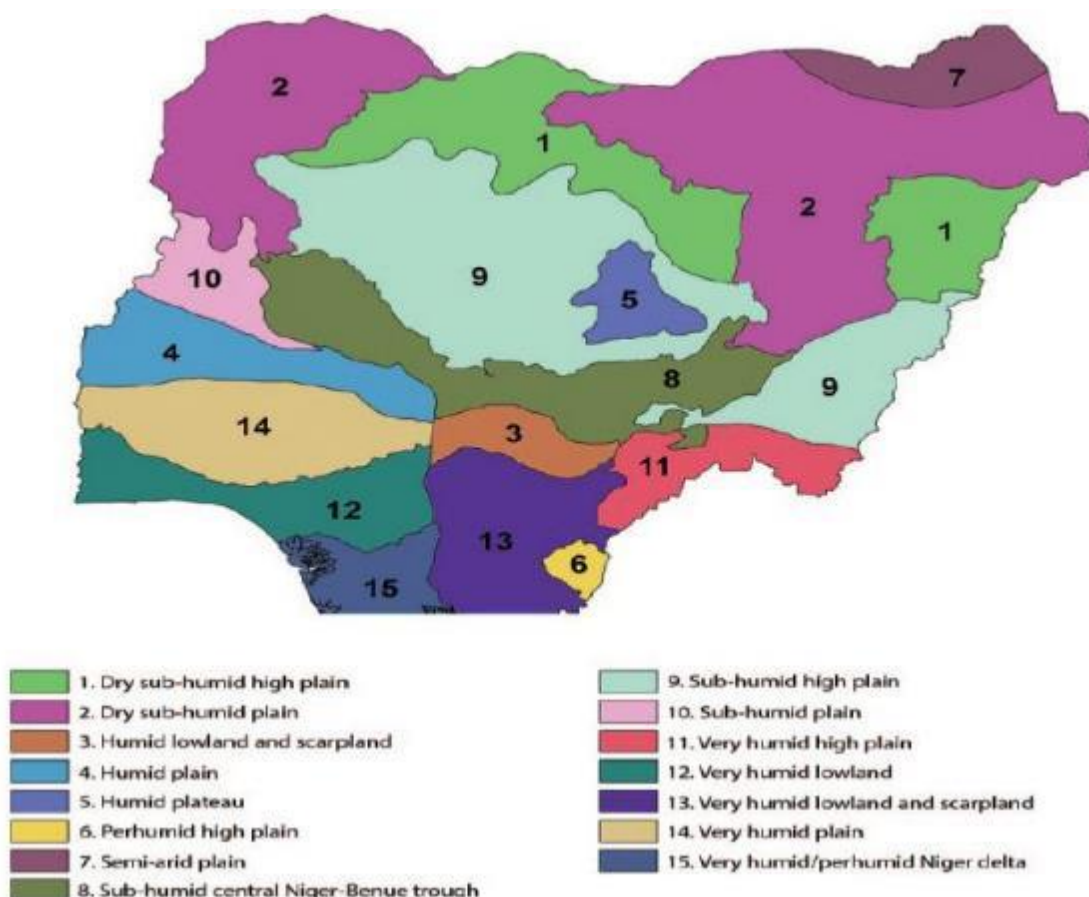 2
7
1
2
1
10
9
5
4
8
9
14
3
11
12
13
6
15
1. Dry sub-humid high plain
2. Dry sub-humid plain
3. Humid lowland and scarpland
4. Humid plain
5. Humid plateau
6. Perhumid high plain
7. Semi-arid plain
8. Sub-humid central Niger-Benue trough
9. Sub-humid high plain
10. Sub-humid plain
11. Very humid high plain
12. Very humid lowland
13. Very humid lowland and scarpland
14. Very humid plain
15. Very humid/perhumid Niger delta